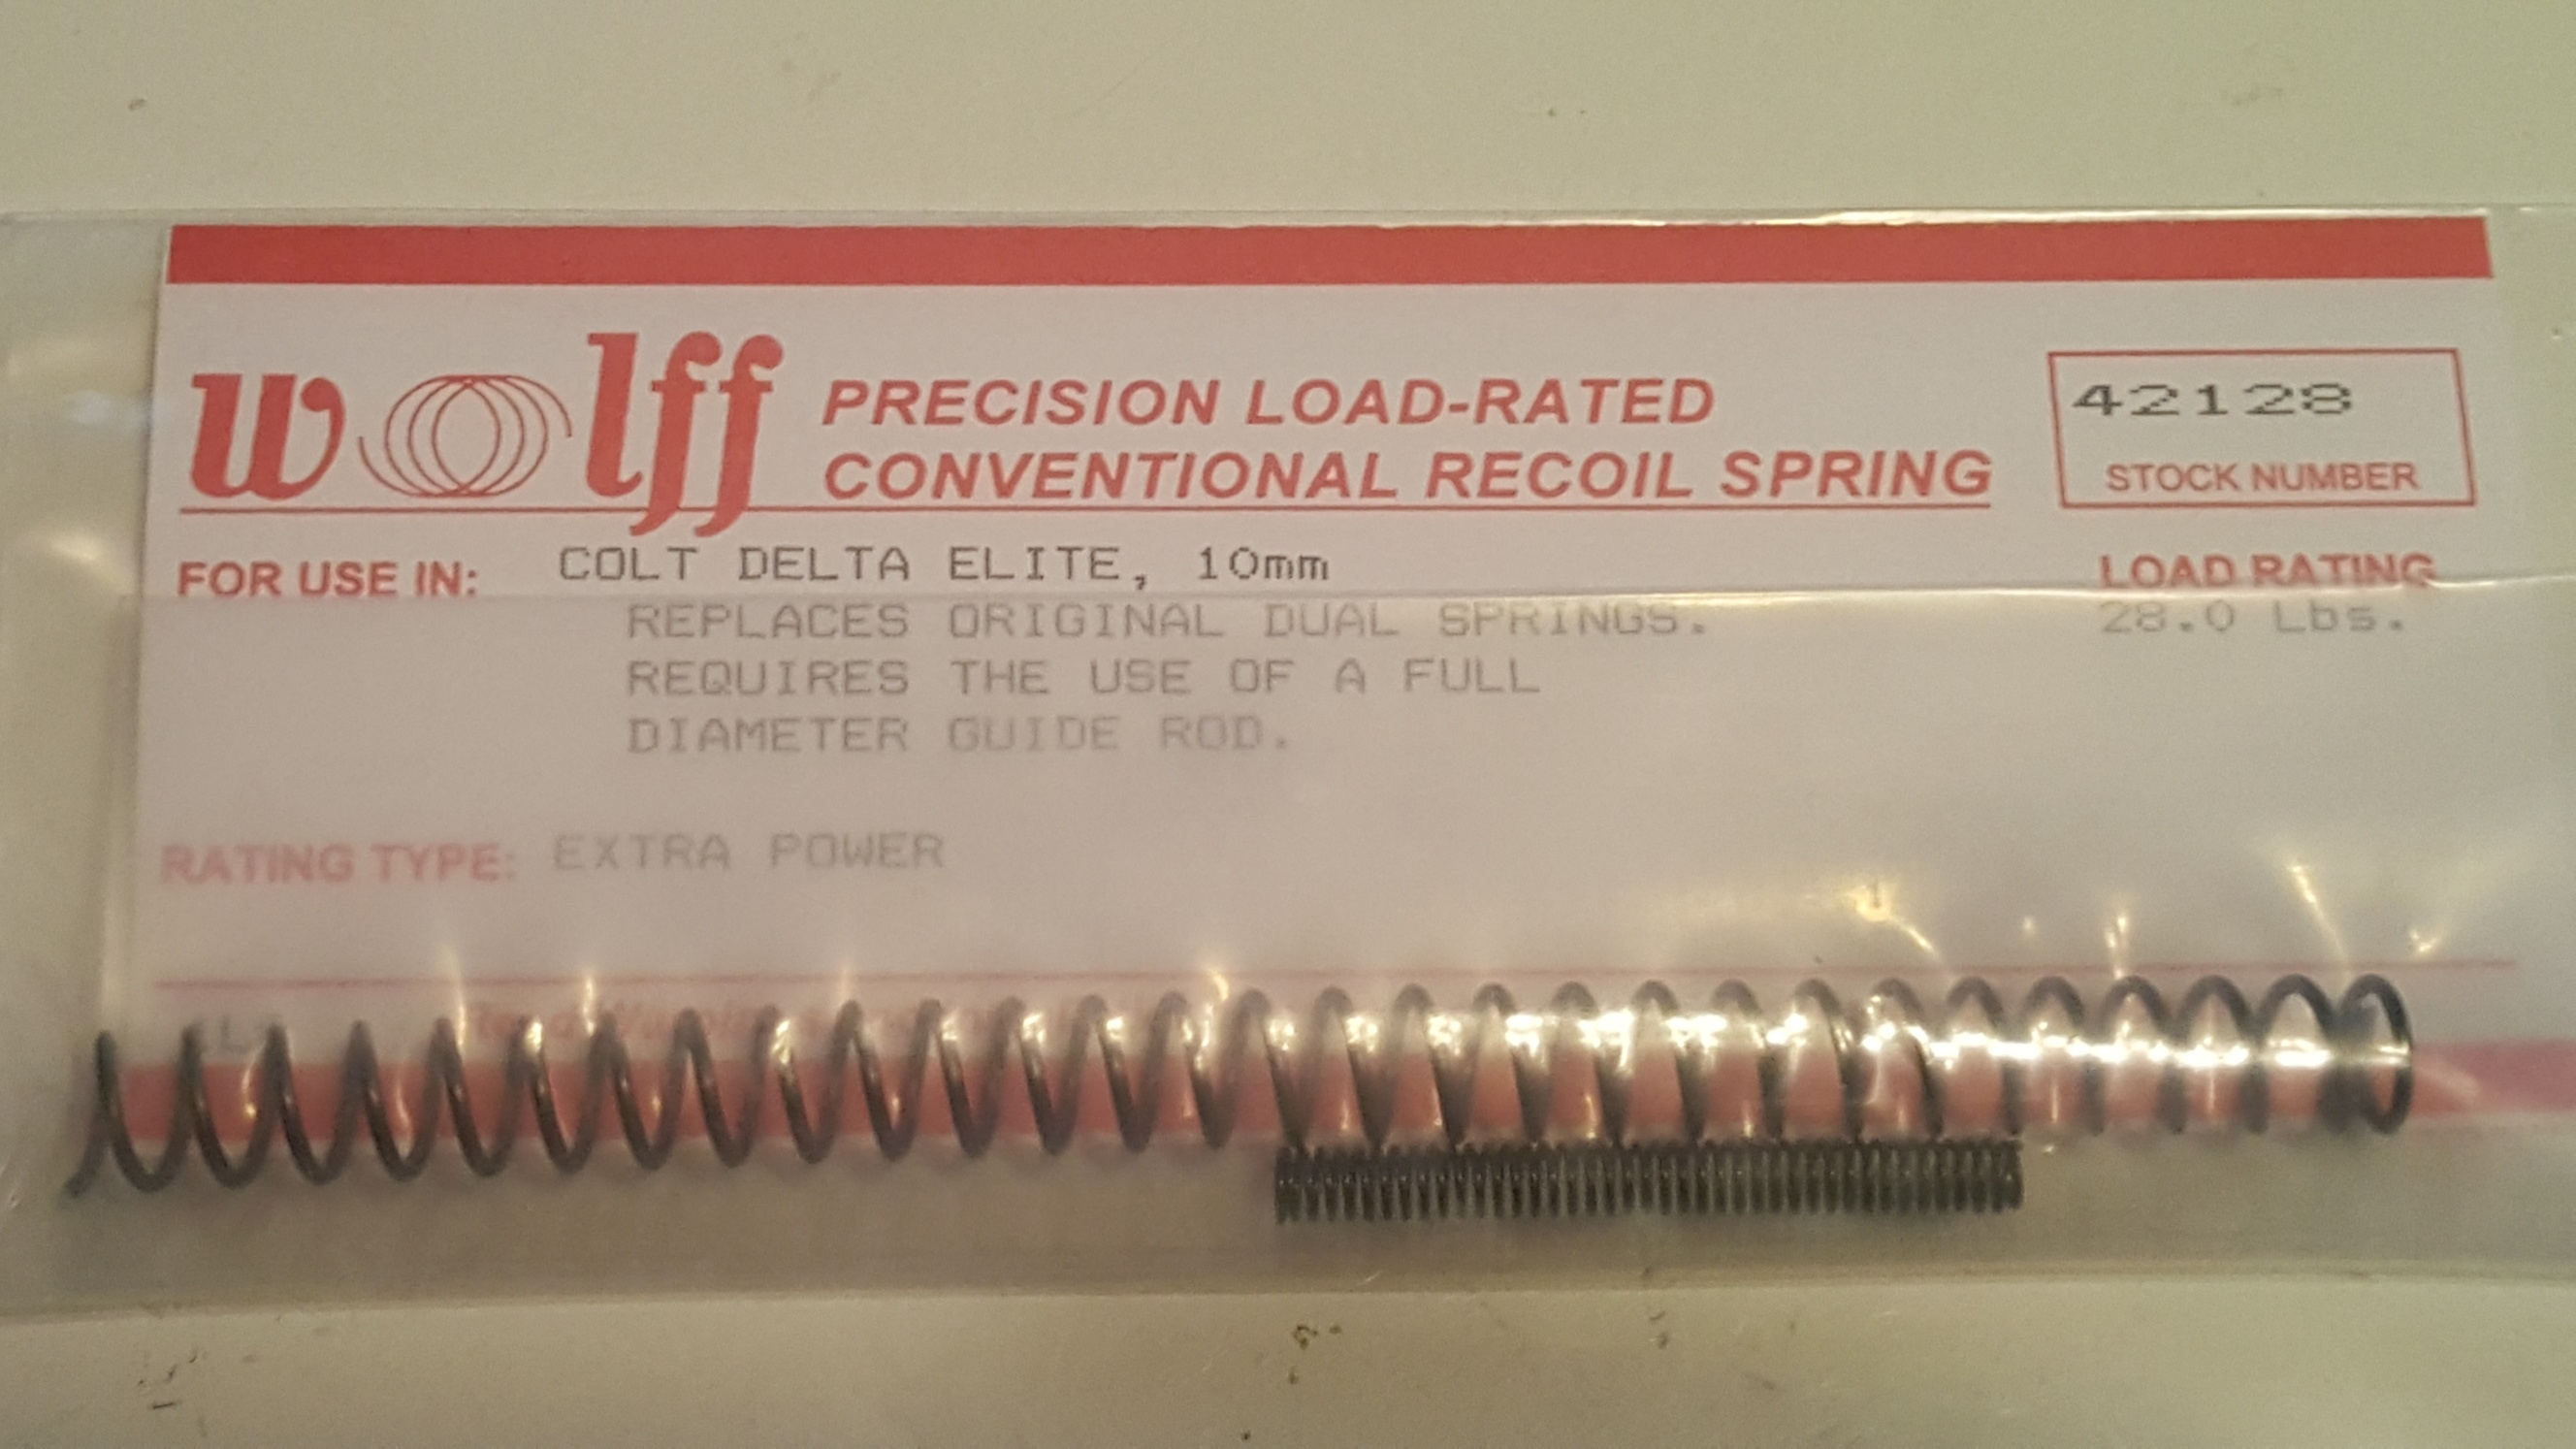 wolff
PRECISION LOAD-RATED
CONVENTIONAL RECOIL SPRING
42128
STOCK NUMBER
FOR USE IN: COLT DELTA ELITE, 10mm
LOAD RATING
REPLACES ORIGINAL DUAL SPRINGS.
28.0 Lbs.
REQUIRES THE USE OF A FULL
DIAMETER GUIDE ROD.
RATING TYPE: EXTRA POWER